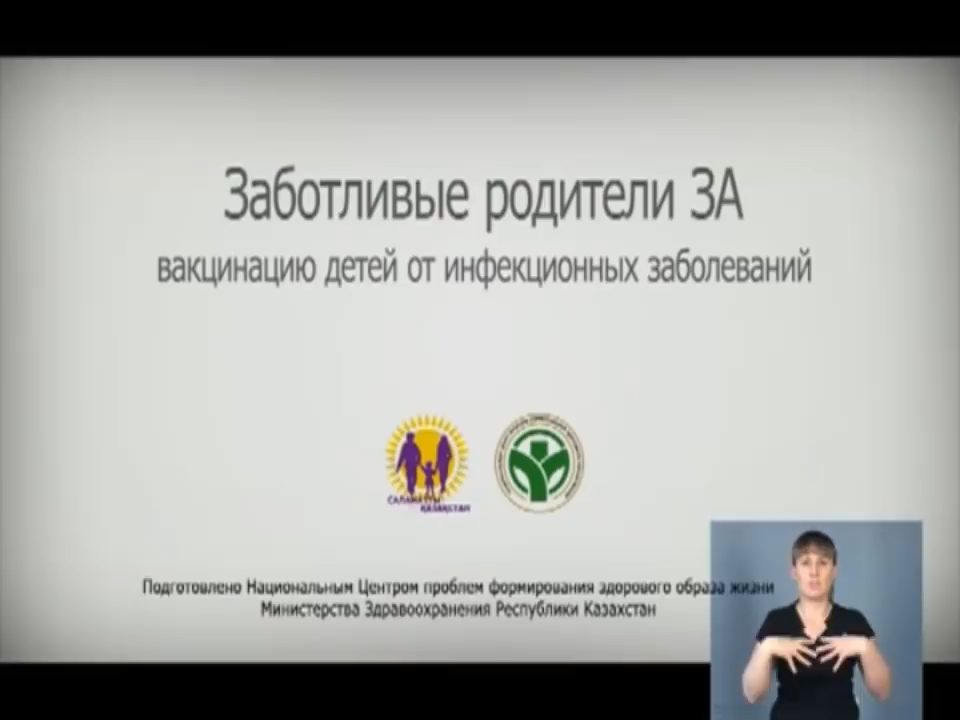 Заботливые родители ЗА
вакцинацию детей от инфекционных заболеваний
САЛАМАТТЫ
ҚАЗАҚСТАН
Подготовлено Национальным Центром проблем формирования здорового образа жизни
Министерства Здравоохранения Республики Казахстан